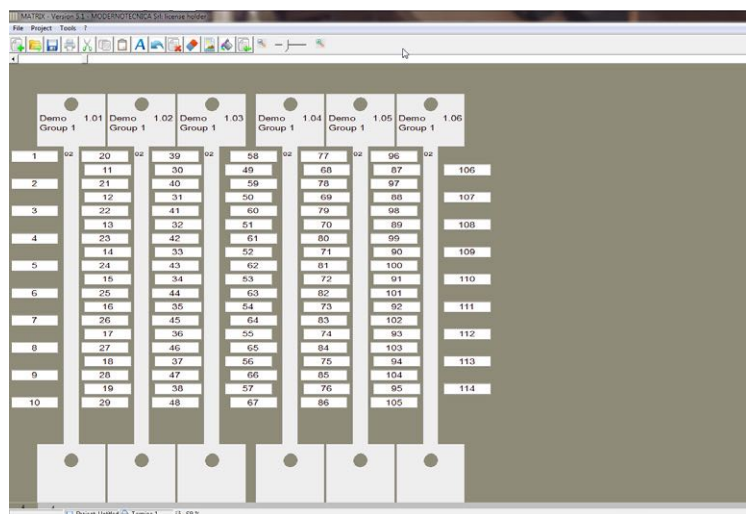 MATRIX - Version 5.1 - MODERNOTECNICA Srl: license holder
File Project Tools ?
Demo 1.01 Demo 1.02 Demo 1.03 Demo 1.04 Demo 1.05 Demo 1.06
Group 1 Group 1 Group 1 Group 1 Group 1 Group 1
1 02 20 02 39 02 58 02 77 02 96 02
11 30 49 68 87 106
2 21 40 59 78 97
12 31 50 69 88 107
3 22 41 60 79 98
13 32 51 70 89 108
4 23 42 61 80 99
14 33 52 71 90 109
5 24 43 62 81 100
15 34 53 72 91 110
6 25 44 63 82 101
16 35 54 73 92 111
7 26 45 64 83 102
17 36 55 74 93 112
8 27 46 65 84 103
18 37 56 75 94 113
9 28 47 66 85 104
19 38 57 76 95 114
10 29 48 67 86 105